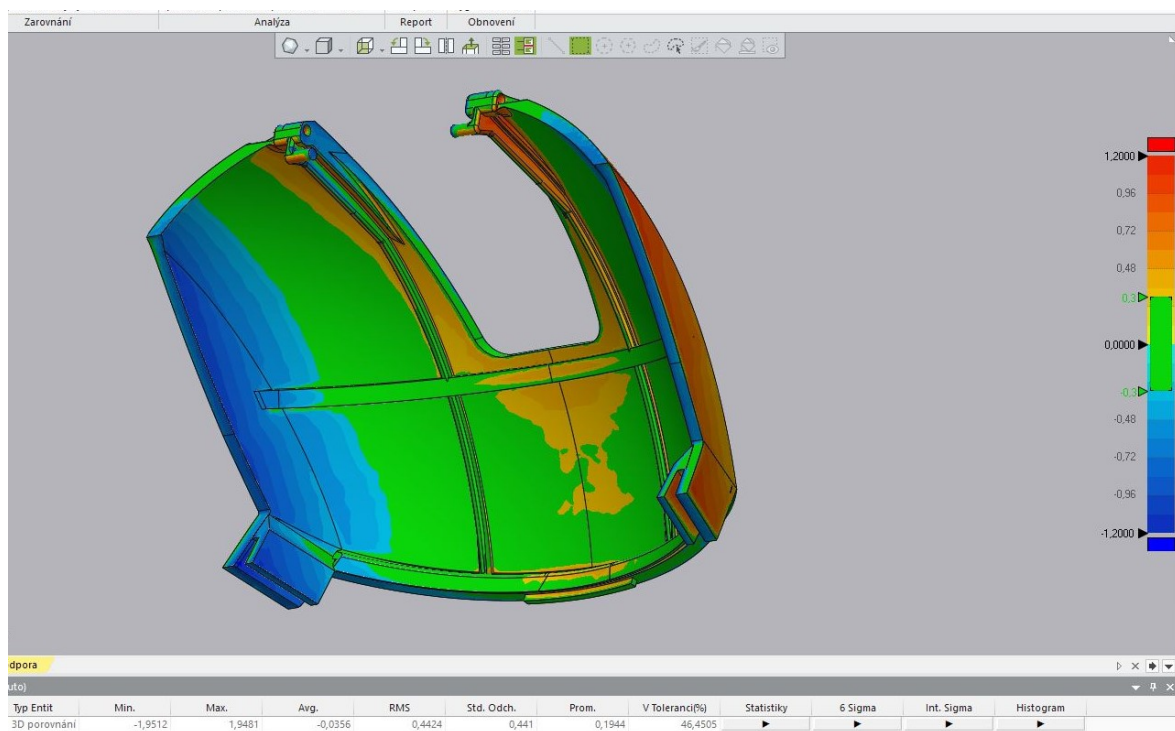 Zarovnání Analýza Report Obnovení
1,2000
0,96
0,72
0,48
0,3
0,0000
-0,3
-0,48
-0,72
-0,96
-1,2000
dpora
uto)
Typ Entit Min. Max. Avg. RMS Std. Odch. Prom. V Toleranci(%) Statistiky 6 Sigma Int. Sigma Histogram
3D porovnání -1,9512 1,9481 -0,0356 0,4424 0,441 0,1944 46,4505